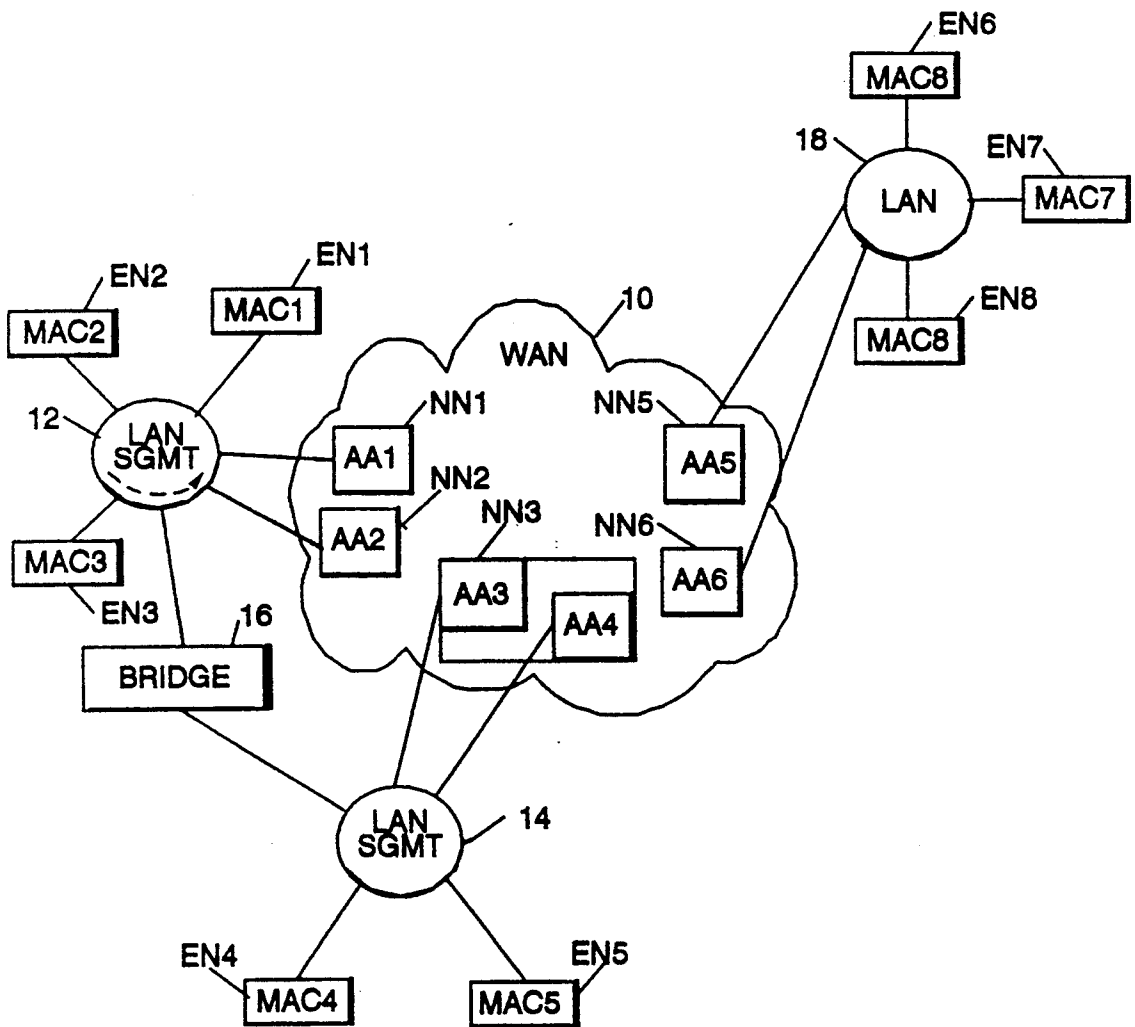 EN6
MAC8
18
EN7
LAN
MAC7
EN2
EN1
MAC2
MAC1
10
EN8
MAC8
WAN
12
LAN
SGMT
NN1
NN5
AA1
AA5
NN2
NN3
NN6
AA2
MAC3
AA3
AA6
EN3
16
AA4
BRIDGE
LAN
SGMT
14
EN4
EN5
MAC4
MAC5